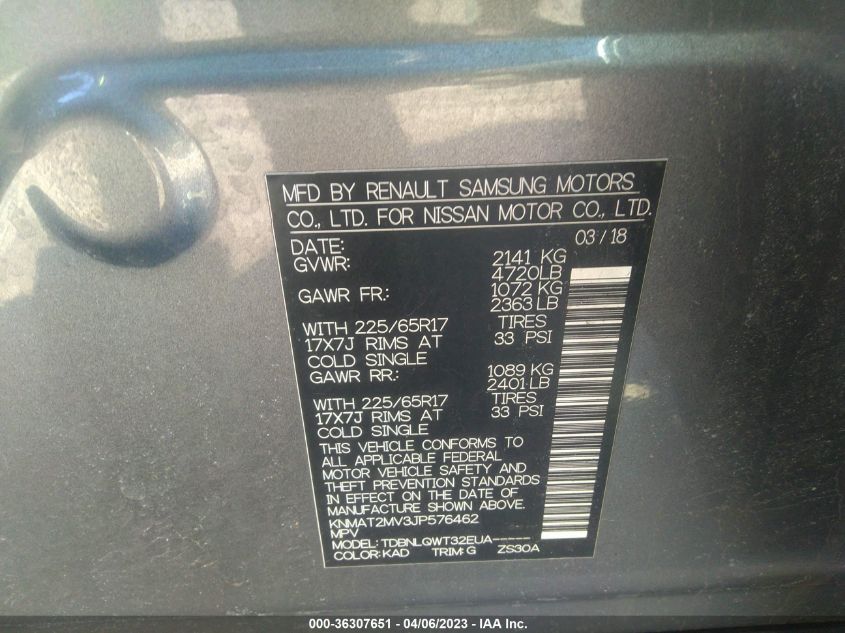 MFD BY RENAULT SAMSUNG MOTORS
CO., LTD. FOR NISSAN MOTOR CO., LTD.
DATE: 03/18
GVWR: 2141 KG
4720LB
GAWR FR.: 1072 KG
2363 LB
WITH 225/65R17 TIRES
17X7J RIMS AT 33 PSI
COLD SINGLE
GAWR RR.: 1089 KG
2401 LB
WITH 225/65R17 TIRES
17X7J RIMS AT 33 PSI
COLD SINGLE
THIS VEHICLE CONFORMS TO
ALL APPLICABLE FEDERAL
MOTOR VEHICLE SAFETY AND
THEFT PREVENTION STANDARDS
IN EFFECT ON THE DATE OF
MANUFACTURE SHOWN ABOVE.
KNMAT2MV3JP576462
MPV
MODEL: TDBNLQWT32EUA-----
COLOR: KAD TRIM: G ZS30A
000-36307651 - 04/06/2023 - IAA Inc.